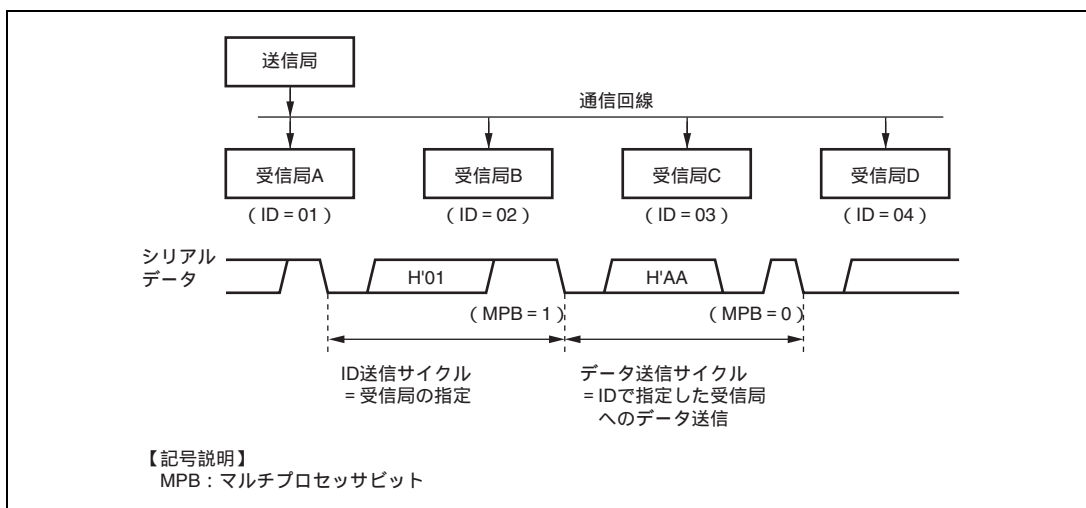 送信局
通信回線
受信局A 受信局B 受信局C 受信局D
（ID = 01） （ID = 02） （ID = 03） （ID = 04）
シリアル
データ
H'01 H'AA
（MPB = 1） （MPB = 0）
ID送信サイクル
= 受信局の指定
データ送信サイクル
= IDで指定した受信局
へのデータ送信
【記号説明】
MPB：マルチプロセッサビット